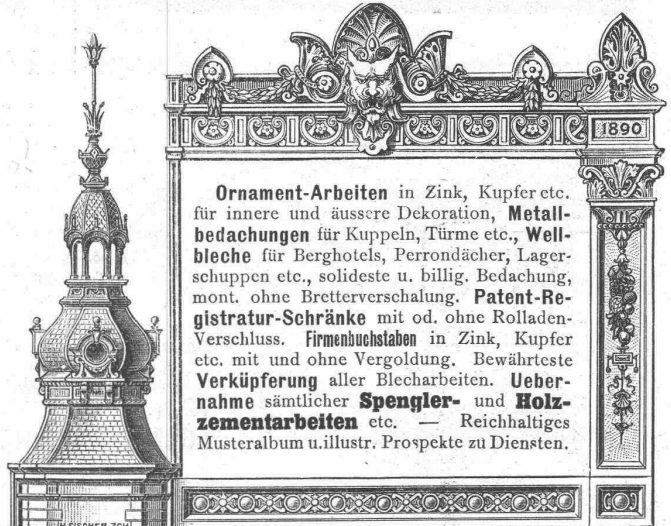 1890
Ornament-Arbeiten in Zink, Kupfer etc.
für innere und äussere Dekoration, Metall-
bedachungen für Kuppeln, Türme etc., Well-
bleche für Berghotels, Perrondächer, Lager-
schuppen etc., solideste u. billig. Bedachung,
mont. ohne Bretterverschalung. Patent-Re-
gistratur-Schränke mit od. ohne Rolladen-
Verschluss. Firmenbuchstaben in Zink, Kupfer
etc. mit und ohne Vergoldung. Bewährteste
Verküpferung aller Blecharbeiten. Ueber-
nahme sämtlicher Spengler- und Holz-
zementarbeiten etc. — Reichhaltiges
Musteralbum u. illustr. Prospekte zu Diensten.
H. FISCHER ZCH